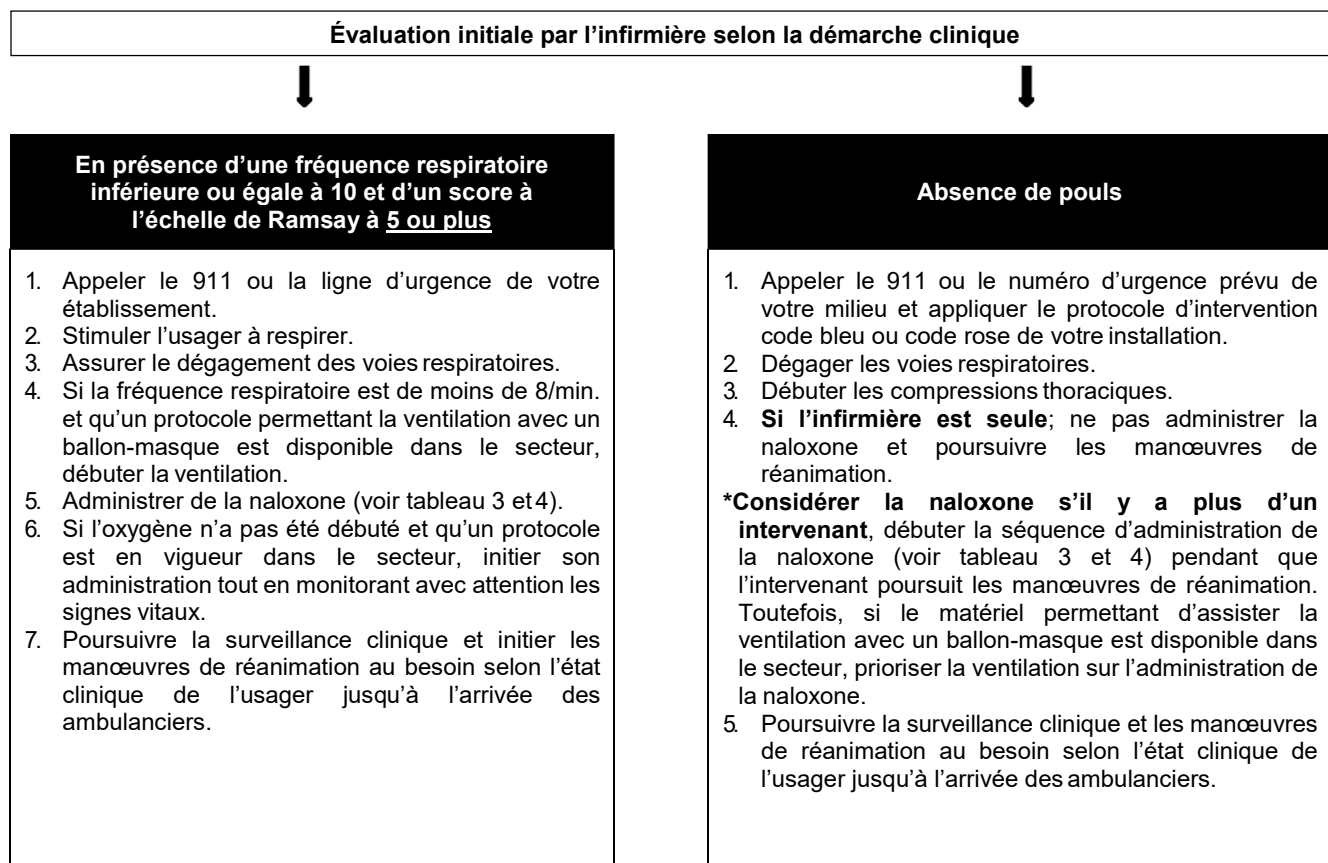 Évaluation initiale par l'infirmière selon la démarche clinique
En présence d'une fréquence respiratoire
inférieure ou égale à 10 et d'un score à
l'échelle de Ramsay à 5 ou plus
1. Appeler le 911 ou la ligne d'urgence de votre
établissement.
2. Stimuler l'usager à respirer.
3. Assurer le dégagement des voies respiratoires.
4. Si la fréquence respiratoire est de moins de 8/min.
et qu'un protocole permettant la ventilation avec un
ballon-masque est disponible dans le secteur,
débuter la ventilation.
5. Administrer de la naloxone (voir tableau 3 et 4).
6. Si l'oxygène n'a pas été débuté et qu'un protocole
est en vigueur dans le secteur, initier son
administration tout en monitorant avec attention les
signes vitaux.
7. Poursuivre la surveillance clinique et initier les
manœuvres de réanimation au besoin selon l'état
clinique de l'usager jusqu'à l'arrivée des
ambulanciers.
Absence de pouls
1. Appeler le 911 ou le numéro d'urgence prévu de
votre milieu et appliquer le protocole d'intervention
code bleu ou code rose de votre installation.
2. Dégager les voies respiratoires.
3. Débuter les compressions thoraciques.
4. Si l'infirmière est seule; ne pas administrer la
naloxone et poursuivre les manœuvres de
réanimation.
*Considérer la naloxone s'il y a plus d'un
intervenant, débuter la séquence d'administration de
la naloxone (voir tableau 3 et 4) pendant que
l'intervenant poursuit les manœuvres de réanimation.
Toutefois, si le matériel permettant d'assister la
ventilation avec un ballon-masque est disponible dans
le secteur, prioriser la ventilation sur l'administration de
la naloxone.
5. Poursuivre la surveillance clinique et les manœuvres
de réanimation au besoin selon l'état clinique de
l'usager jusqu'à l'arrivée des ambulanciers.